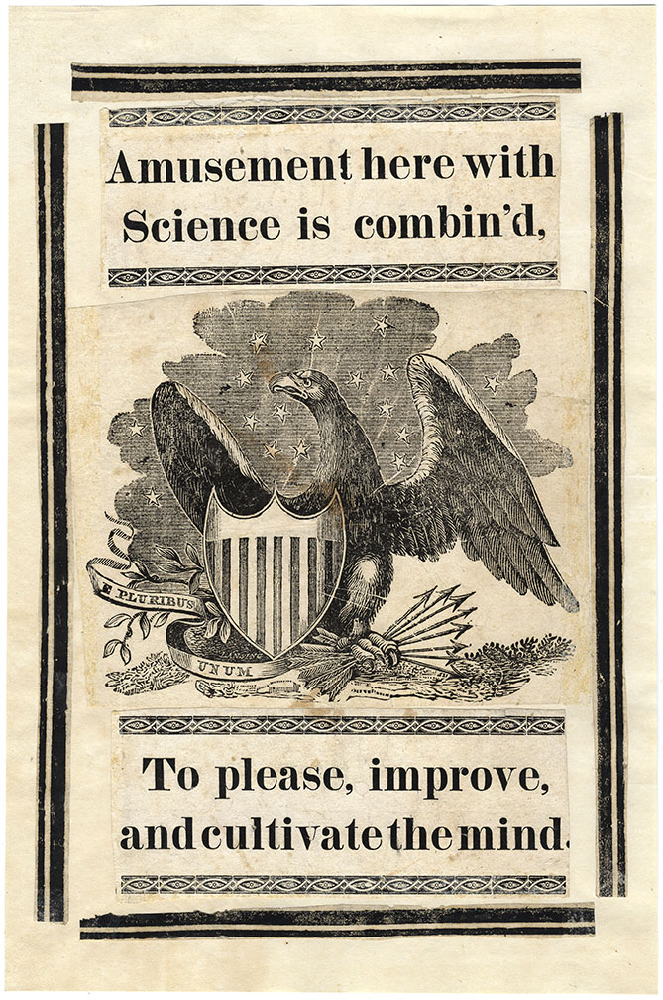 Amusement here with
Science is combin'd,
E PLURIBUS
UNUM
To please, improve,
and cultivate the mind.